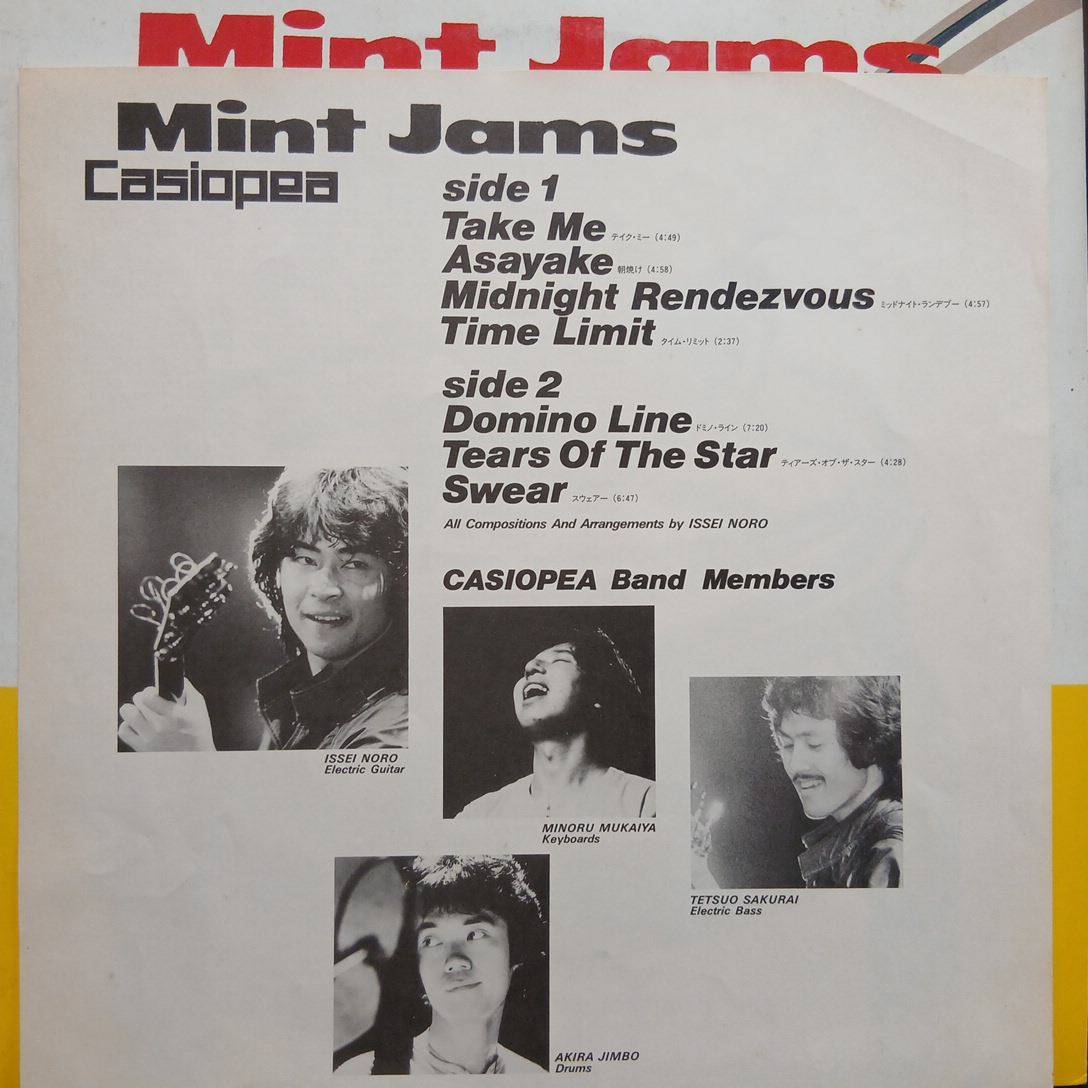 Mint Jams
Mint Jams
Casiopea
side 1
Take Me テイク・ミー (4:49)
Asayake 朝焼け (4:58)
Midnight Rendezvous ミッドナイト・ランデブー (4:57)
Time Limit タイム・リミット (2:37)
side 2
Domino Line ドミノ・ライン (7:20)
Tears Of The Star ティアーズ・オブ・ザ・スター (4:28)
Swear スウェアー (6:47)
All Compositions And Arrangements by ISSEI NORO
CASIOPEA Band Members
ISSEI NORO
Electric Guitar
MINORU MUKAIYA
Keyboards
TETSUO SAKURAI
Electric Bass
AKIRA JIMBO
Drums